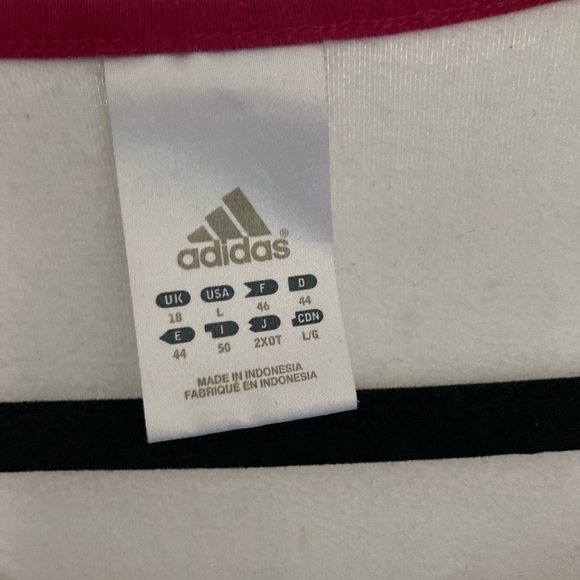 adidas®
UK USA F D
18 L 46 44
E I J CDN
44 50 2XOT L/G
MADE IN INDONESIA
FABRIQUÉ EN INDONESIA